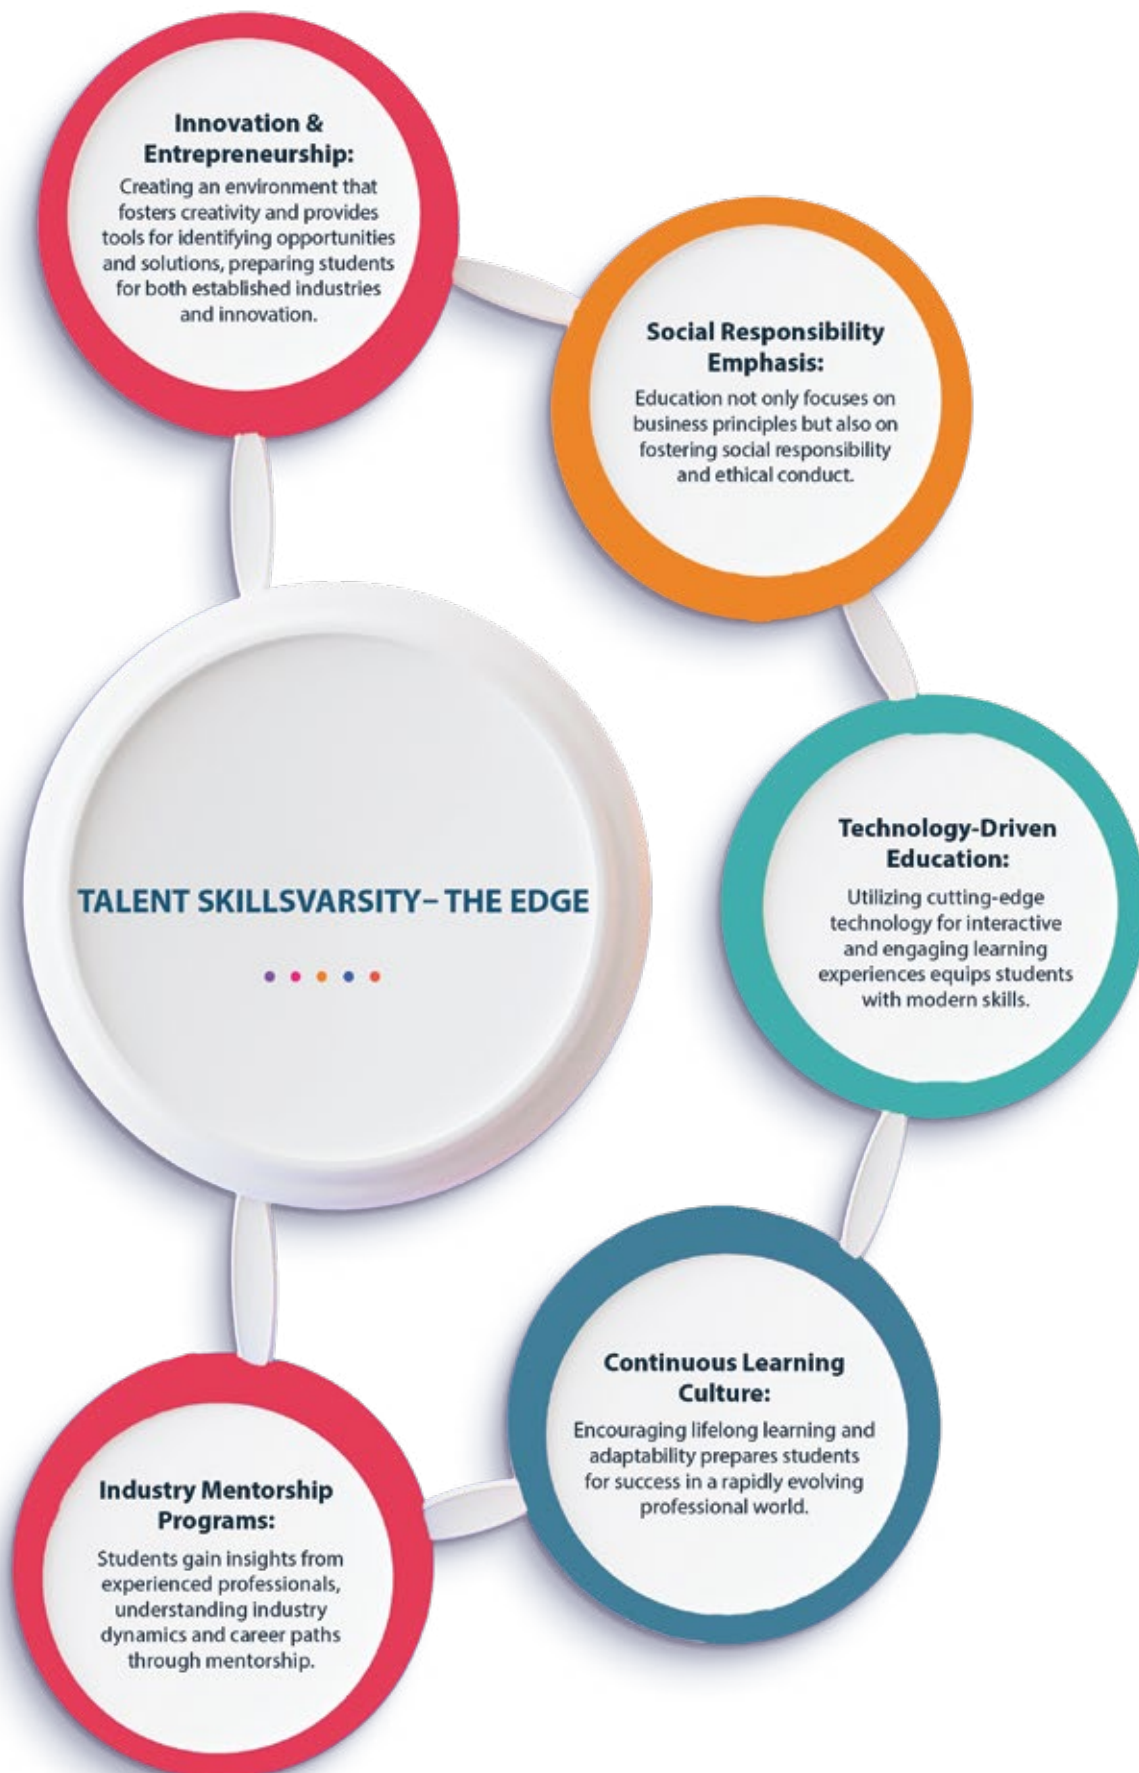 Innovation &
Entrepreneurship:
Creating an environment that
fosters creativity and provides
tools for identifying opportunities
and solutions, preparing students
for both established industries
and innovation.
Social Responsibility
Emphasis:
Education not only focuses on
business principles but also on
fostering social responsibility
and ethical conduct.
Technology-Driven
Education:
Utilizing cutting-edge
technology for interactive
and engaging learning
experiences equips students
with modern skills.
TALENT SKILLSVARSITY– THE EDGE
Continuous Learning
Culture:
Encouraging lifelong learning and
adaptability prepares students
for success in a rapidly evolving
professional world.
Industry Mentorship
Programs:
Students gain insights from
experienced professionals,
understanding industry
dynamics and career paths
through mentorship.